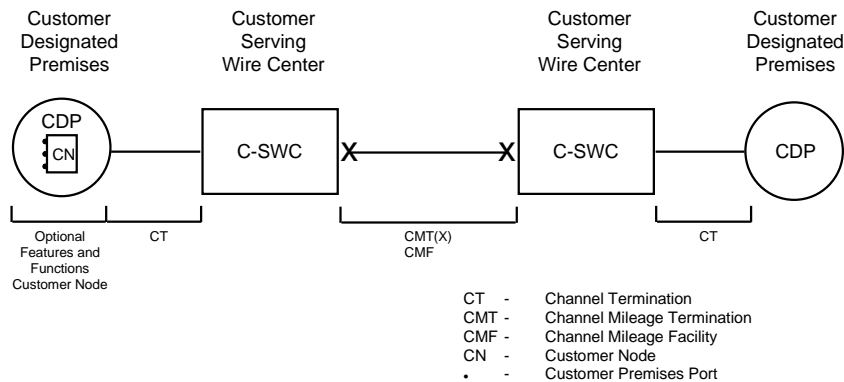 Customer
Designated
Premises
Customer
Serving
Wire Center
Customer
Serving
Wire Center
Customer
Designated
Premises
CDP
CN
C-SWC
X
X
C-SWC
CDP
Optional
Features and
Functions
Customer Node
CT
CMT(X)
CMF
CT
CT - Channel Termination
CMT - Channel Mileage Termination
CMF - Channel Mileage Facility
CN - Customer Node
• - Customer Premises Port